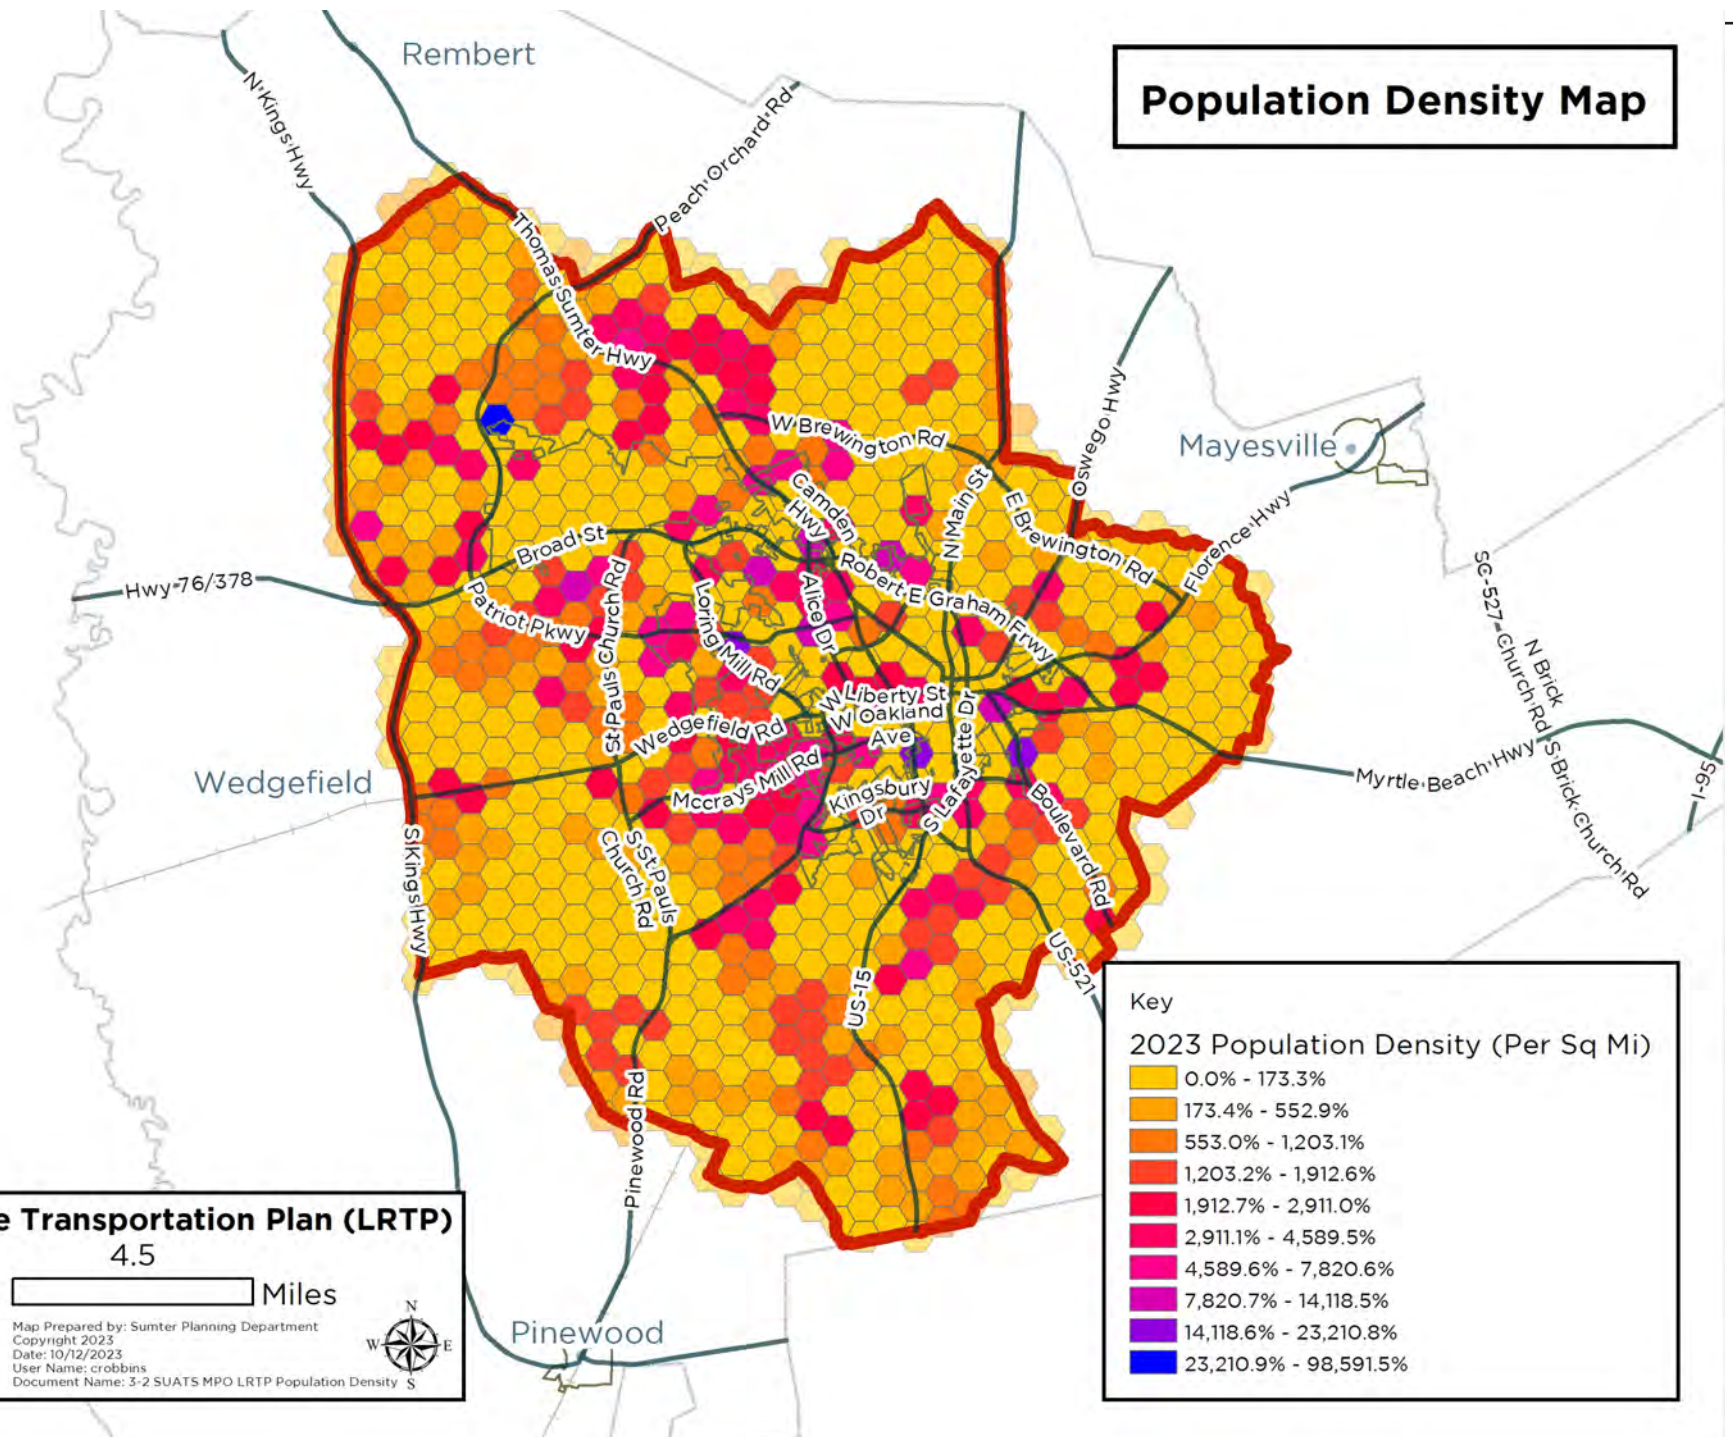 Rembert
Population Density Map
N Kings Hwy
Peach Orchard Rd
Thomas Sumter Hwy
W Brewington Rd
Oswego Hwy
Mayesville
Camden
Hwy
N Main St
E Brewington Rd
Florence Hwy
Broad St
Hwy 76/378
Patriot Pkwy
St Pauls Church Rd
Loring Mill Rd
Alice Dr
Robert E Graham Frwy
SC-527
Church Rd
N Brick
W Liberty St
W Oakland
Ave
Wedgefield Rd
Wedgefield
Mccrays Mill Rd
Kingsbury
Dr
S Lafayette Dr
Boulevard Rd
Myrtle Beach Hwy
S Brick Church Rd
I-95
S Kings Hwy
S St Pauls
Church Rd
US-15
US-521
Pinewood Rd
Key
2023 Population Density (Per Sq Mi)
0.0% - 173.3%
173.4% - 552.9%
553.0% - 1,203.1%
1,203.2% - 1,912.6%
1,912.7% - 2,911.0%
2,911.1% - 4,589.5%
4,589.6% - 7,820.6%
7,820.7% - 14,118.5%
14,118.6% - 23,210.8%
23,210.9% - 98,591.5%
e Transportation Plan (LRTP)
4.5
Miles
Map Prepared by: Sumter Planning Department
Copyright 2023
Date: 10/12/2023
User Name: crobbins
Document Name: 3-2 SUATS MPO LRTP Population Density
N
W E
S
Pinewood